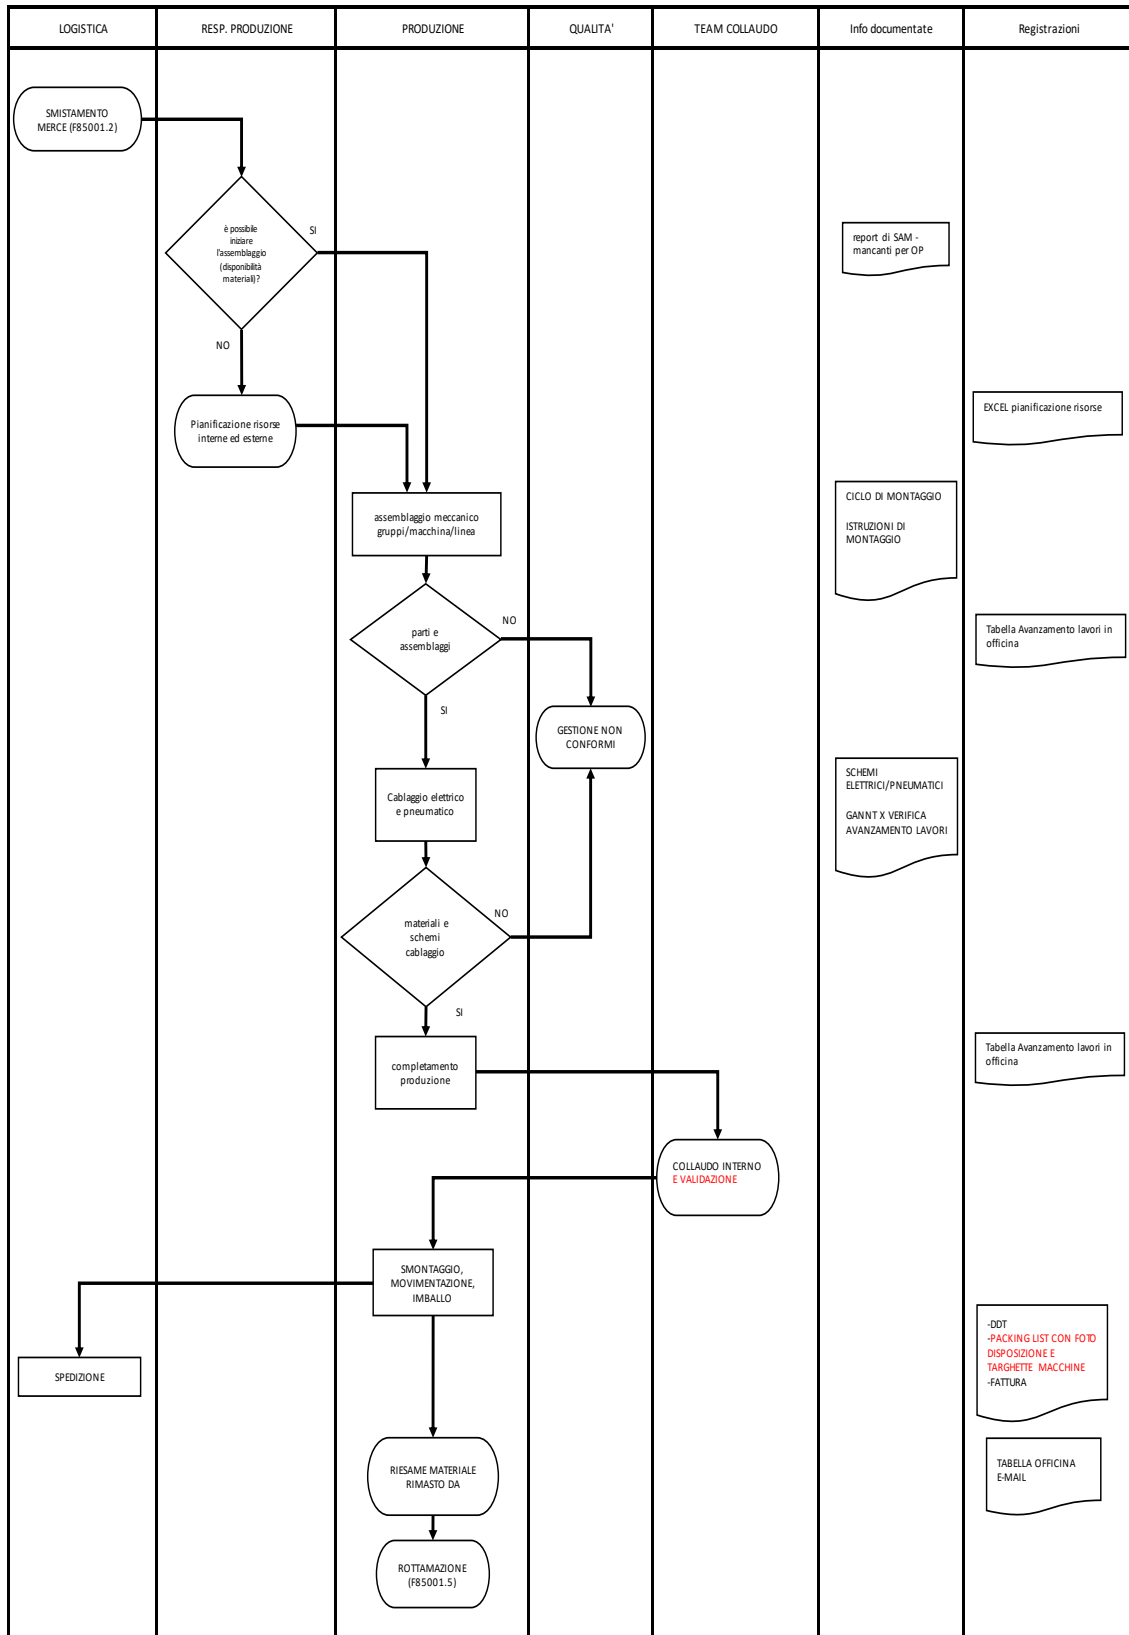 LOGISTICA
RESP. PRODUZIONE
PRODUZIONE
QUALITA'
TEAM COLLAUDO
Info documentate
Registrazioni
SMISTAMENTO
MERCE (F85001.2)
è possibile
iniziare
l'assemblaggio
(disponibilità
materiali)?
SI
report di SAM -
mancanti per OP
NO
Pianificazione risorse
interne ed esterne
EXCEL pianificazione risorse
assemblaggio meccanico
gruppi/macchina/linea
CICLO DI MONTAGGIO
ISTRUZIONI DI
MONTAGGIO
parti e
assemblaggi
NO
Tabella Avanzamento lavori in
officina
SI
GESTIONE NON
CONFORMI
Cablaggio elettrico
e pneumatico
SCHEMI
ELETTRICI/PNEUMATICI
GANNT X VERIFICA
AVANZAMENTO LAVORI
materiali e
schemi
cablaggio
NO
SI
completamento
produzione
Tabella Avanzamento lavori in
officina
COLLAUDO INTERNO
E VALIDAZIONE
SMONTAGGIO,
MOVIMENTAZIONE,
IMBALLO
SPEDIZIONE
-DDT
-PACKING LIST CON FOTO
DISPOSIZIONE E
TARGHETTE MACCHINE
-FATTURA
RIESAME MATERIALE
RIMASTO DA
TABELLA OFFICINA
E-MAIL
ROTTAMAZIONE
(F85001.5)